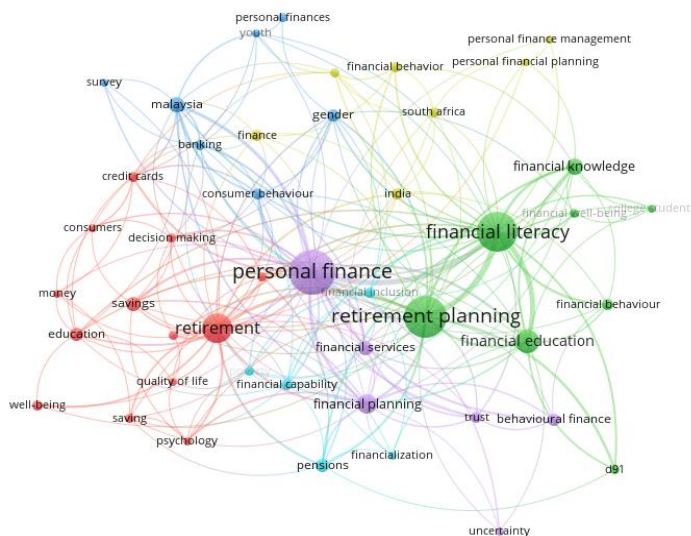 personal finances
youth
personal finance management
personal financial planning
financial behavior
survey
malaysia
gender
south africa
finance
banking
financial knowledge
credit cards
consumer behaviour
india
financial well-being
college student
consumers
decision making
financial literacy
personal finance
financial inclusion
money
savings
retirement planning
financial behaviour
education
retirement
financial services
financial education
quality of life
financial capability
well-being
saving
financial planning
trust
behavioural finance
psychology
pensions
financialization
d91
uncertainty